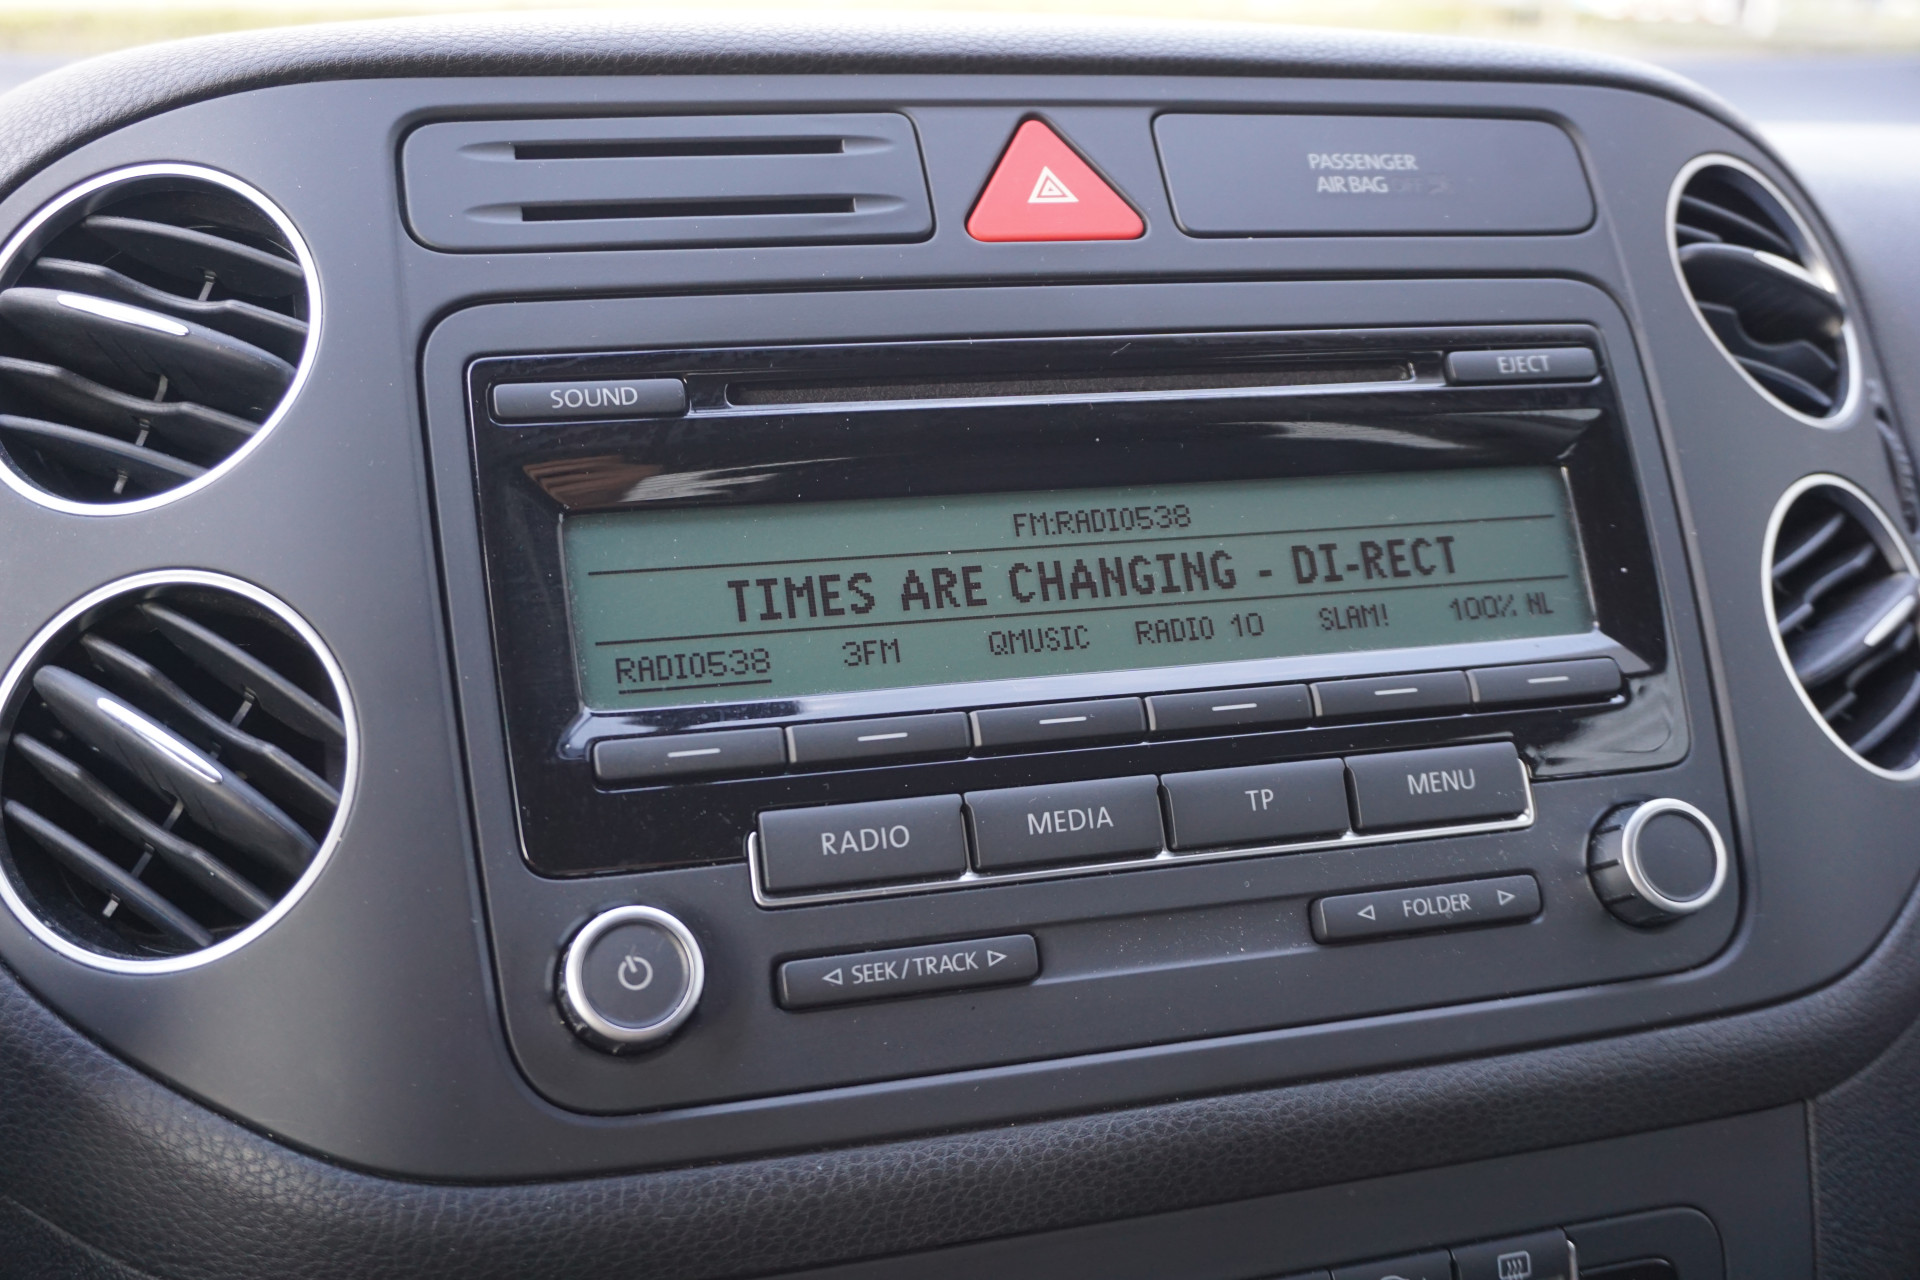 PASSENGER
AIR BAG
SOUND
EJECT
FM:RADIO538
TIMES ARE CHANGING - DI-RECT
RADIO538 3FM QMUSIC RADIO 10 SLAM! 100% NL
RADIO MEDIA TP MENU
FOLDER
SEEK/TRACK